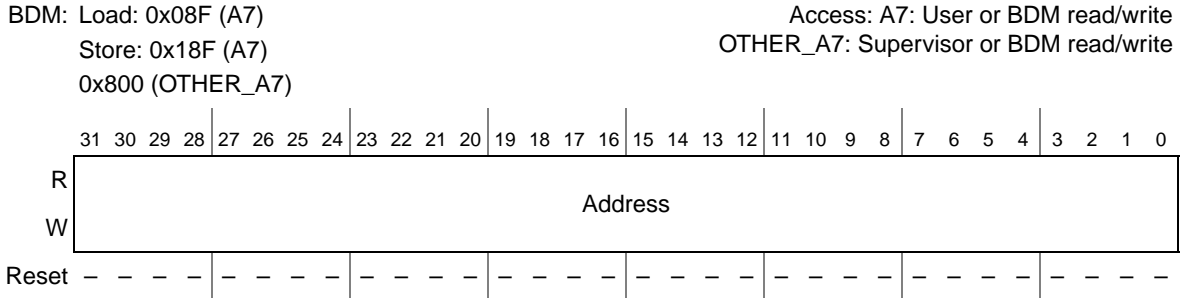 BDM: Load: 0x08F (A7)
Store: 0x18F (A7)
0x800 (OTHER_A7)
Access: A7: User or BDM read/write
OTHER_A7: Supervisor or BDM read/write
31 30 29 28 27 26 25 24 23 22 21 20 19 18 17 16 15 14 13 12 11 10 9 8 7 6 5 4 3 2 1 0
R
Address
W
Reset – – – – – – – – – – – – – – – – – – – – – – – – – – – – – – – –